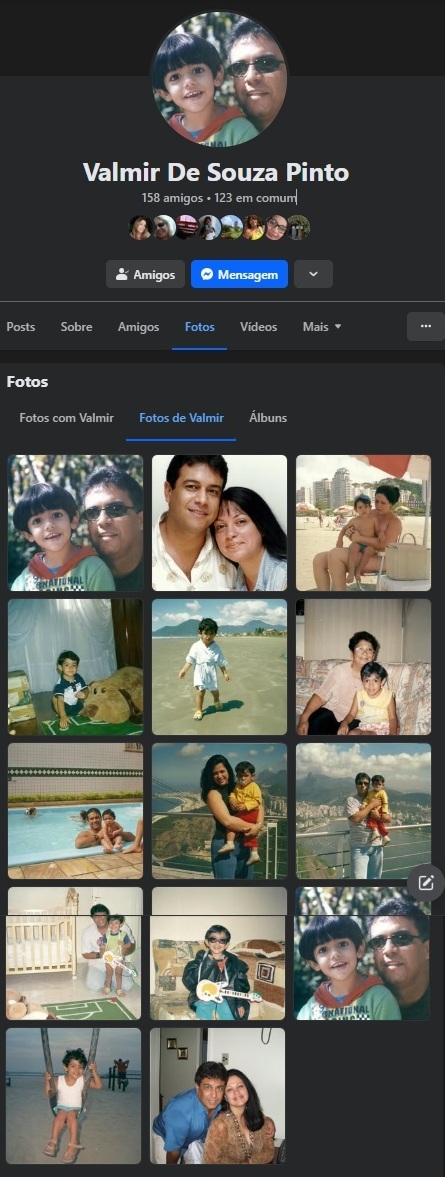 Valmir De Souza Pinto
158 amigos • 123 em comum
Amigos Mensagem
Posts Sobre Amigos Fotos Vídeos Mais
Fotos
Fotos com Valmir Fotos de Valmir Álbuns